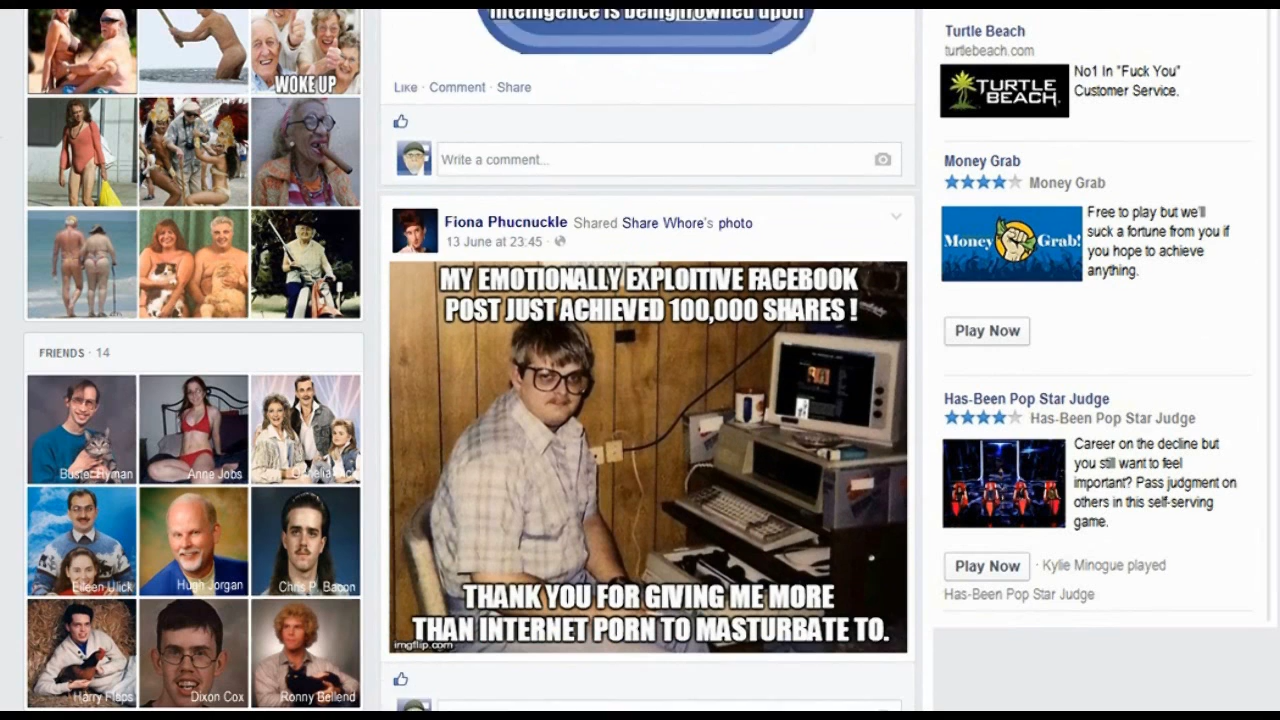 WOKE UP
FRIENDS · 14
Buster Hyman
Anne Jobs
Eileen Ulick
Hugh Jorgan
Chris P. Bacon
Harry Flaps
Dixon Cox
Ronny Bellend
Intelligence is being frowned upon
Like · Comment · Share
Write a comment...
Fiona Phucnuckle Shared Share Whore's photo
13 June at 23:45 ·
MY EMOTIONALLY EXPLOITIVE FACEBOOK
POST JUST ACHIEVED 100,000 SHARES !
THANK YOU FOR GIVING ME MORE
THAN INTERNET PORN TO MASTURBATE TO.
imgflip.com
Turtle Beach
turtlebeach.com
TURTLE
BEACH
No1 In "Fuck You"
Customer Service.
Money Grab
Money Grab
Money Grab!
Free to play but we'll
suck a fortune from you if
you hope to achieve
anything.
Play Now
Has-Been Pop Star Judge
Has-Been Pop Star Judge
Career on the decline but
you still want to feel
important? Pass judgment on
others in this self-serving
game.
Play Now · Kylie Minogue played
Has-Been Pop Star Judge